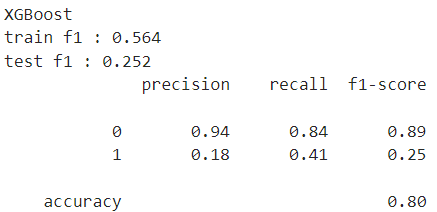 XGBoost
train f1 : 0.564
test f1 : 0.252
precision recall f1-score
0 0.94 0.84 0.89
1 0.18 0.41 0.25
accuracy 0.80